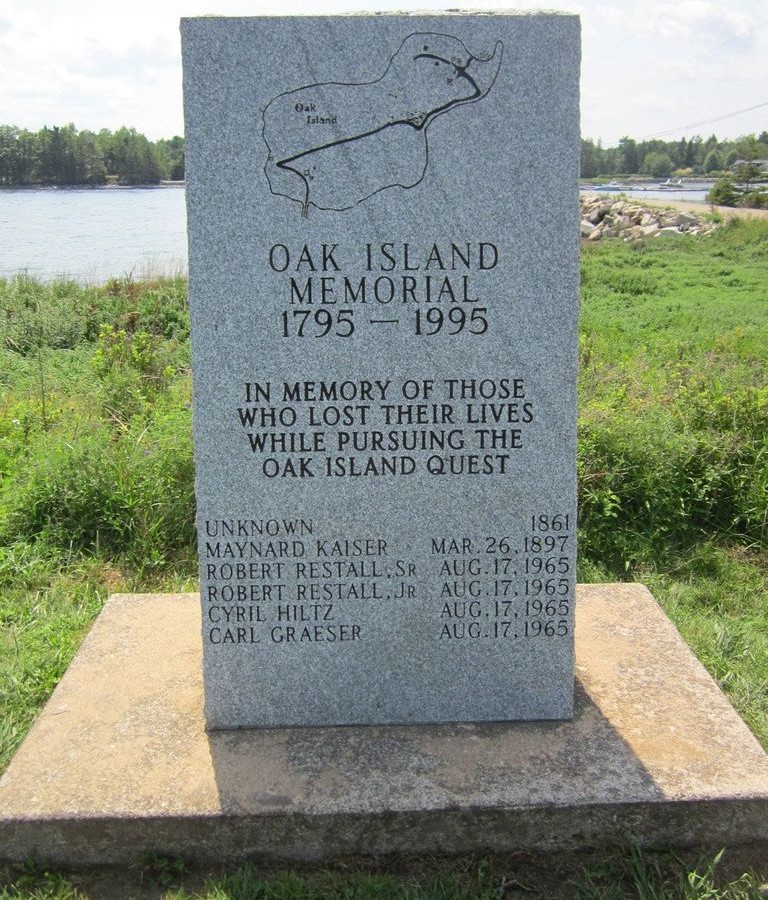 Oak
Island
OAK ISLAND
MEMORIAL
1795 — 1995
IN MEMORY OF THOSE
WHO LOST THEIR LIVES
WHILE PURSUING THE
OAK ISLAND QUEST
UNKNOWN 1861
MAYNARD KAISER MAR. 26, 1897
ROBERT RESTALL, SR AUG. 17, 1965
ROBERT RESTALL, JR AUG. 17, 1965
CYRIL HILTZ AUG. 17, 1965
CARL GRAESER AUG. 17, 1965